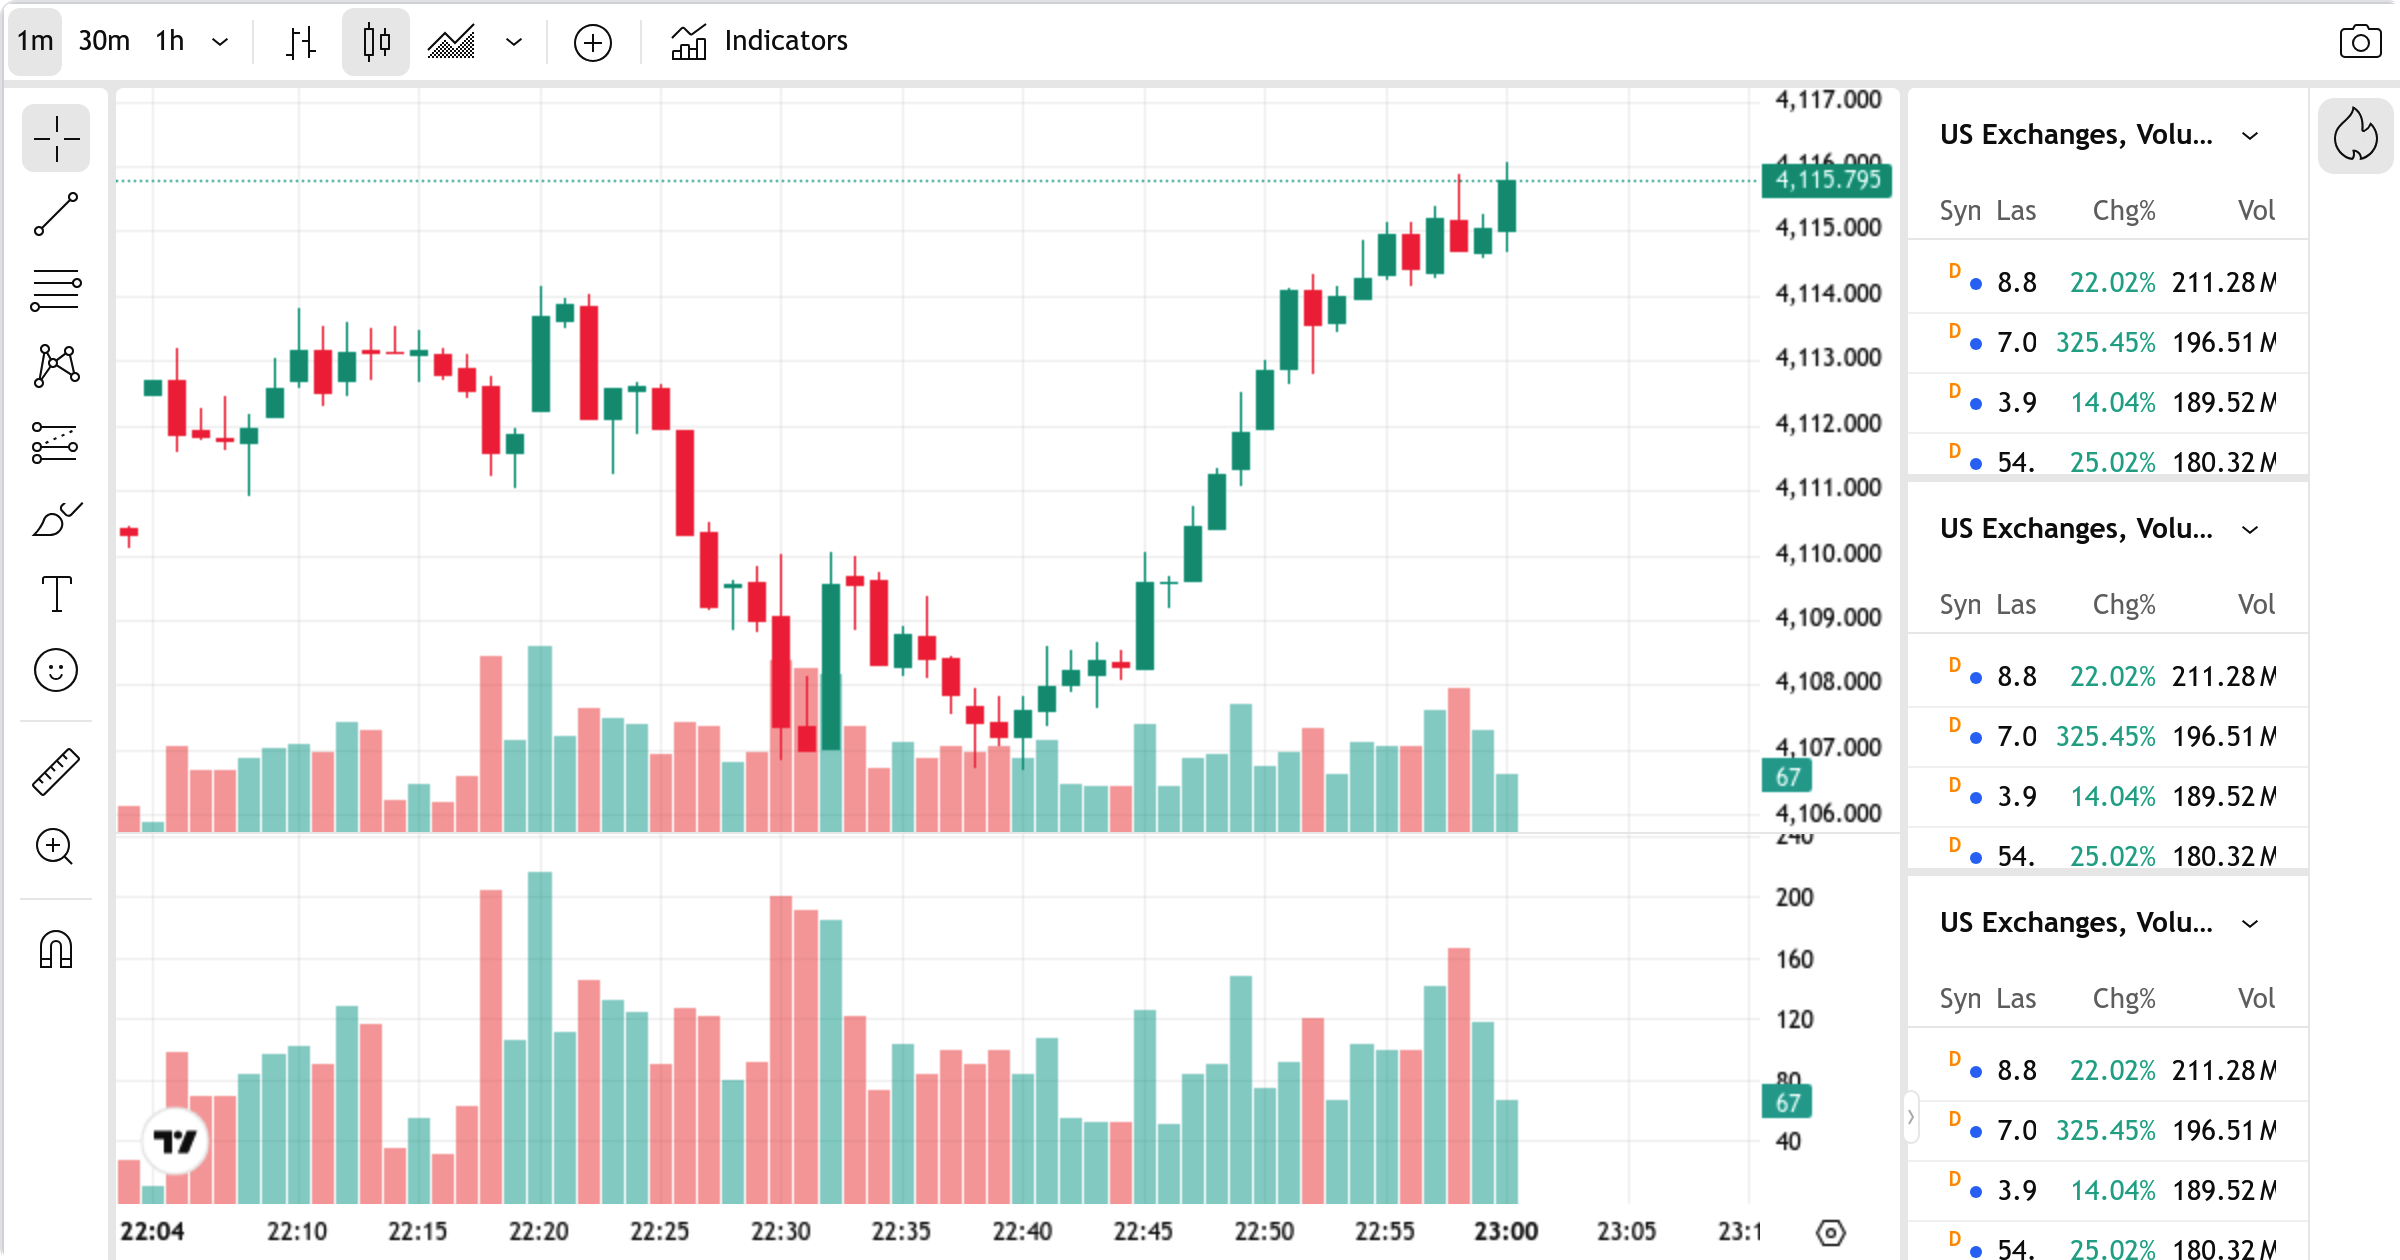 1m 30m 1h Indicators
4,117.000
4,116.000
4,115.795
4,115.000
4,114.000
4,113.000
4,112.000
4,111.000
4,110.000
4,109.000
4,108.000
4,107.000
67
4,106.000
240
200
160
120
80
67
40
22:04 22:10 22:15 22:20 22:25 22:30 22:35 22:40 22:45 22:50 22:55 23:00 23:05 23:1
US Exchanges, Volu...
Syn Las Chg% Vol
D 8.8 22.02% 211.28 M
D 7.0 325.45% 196.51 M
D 3.9 14.04% 189.52 M
D 54. 25.02% 180.32 M
US Exchanges, Volu...
Syn Las Chg% Vol
D 8.8 22.02% 211.28 M
D 7.0 325.45% 196.51 M
D 3.9 14.04% 189.52 M
D 54. 25.02% 180.32 M
US Exchanges, Volu...
Syn Las Chg% Vol
D 8.8 22.02% 211.28 M
D 7.0 325.45% 196.51 M
D 3.9 14.04% 189.52 M
D 54. 25.02% 180.32 M